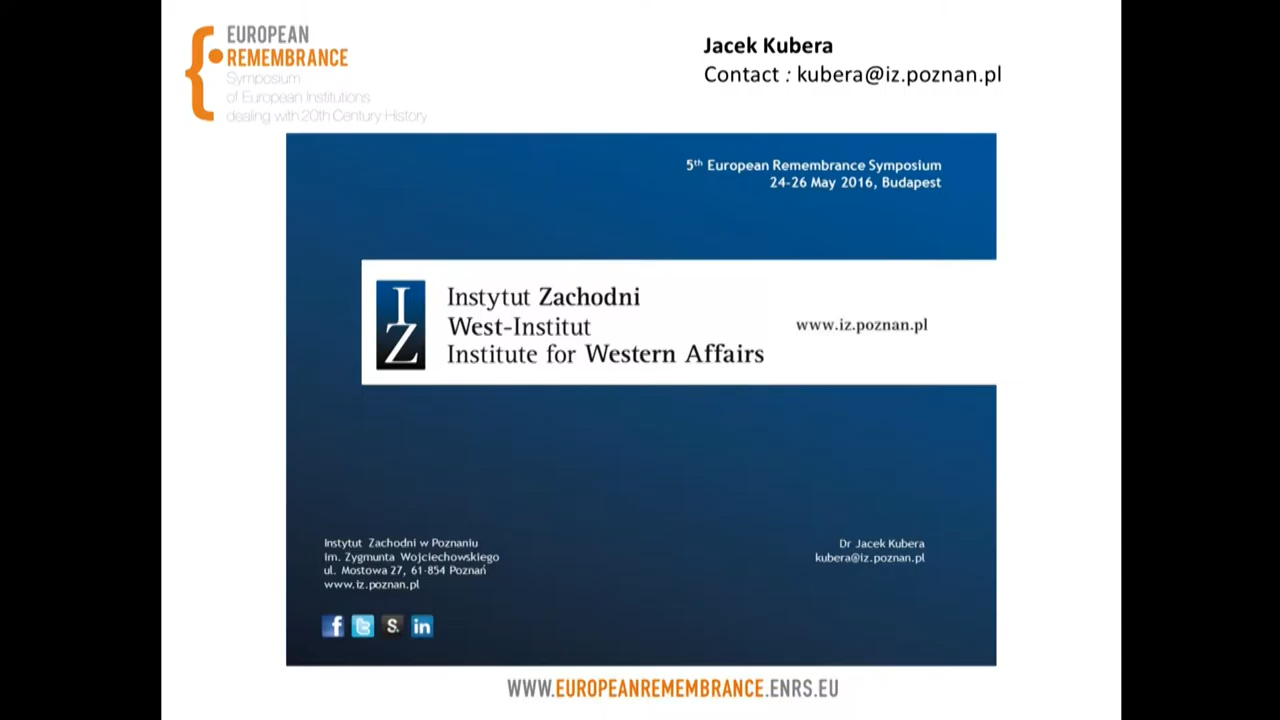 EUROPEAN
REMEMBRANCE
Symposium
of European Institutions
dealing with 20th Century History
Jacek Kubera
Contact : kubera@iz.poznan.pl
5th European Remembrance Symposium
24-26 May 2016, Budapest
IZ
Instytut Zachodni
West-Institut
Institute for Western Affairs
www.iz.poznan.pl
Instytut Zachodni w Poznaniu
im. Zygmunta Wojciechowskiego
ul. Mostowa 27, 61-854 Poznań
www.iz.poznan.pl
Dr Jacek Kubera
kubera@iz.poznan.pl
f t S. in
WWW.EUROPEANREMEMBRANCE.ENRS.EU